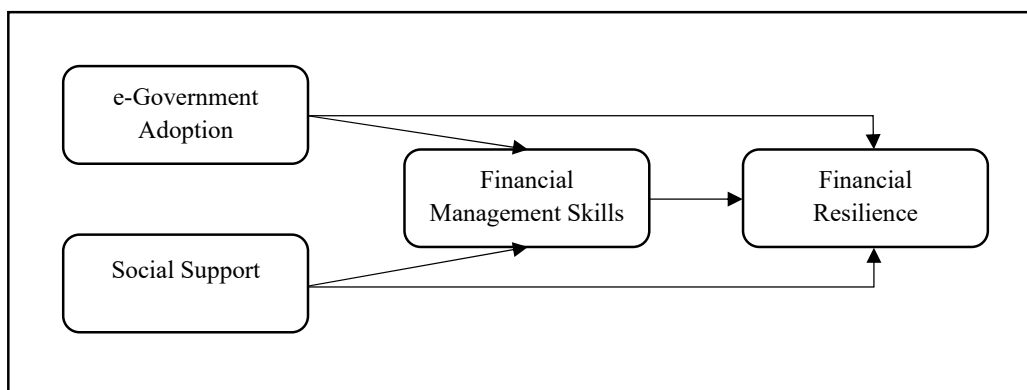 e-Government
Adoption
Financial
Management Skills
Financial
Resilience
Social Support